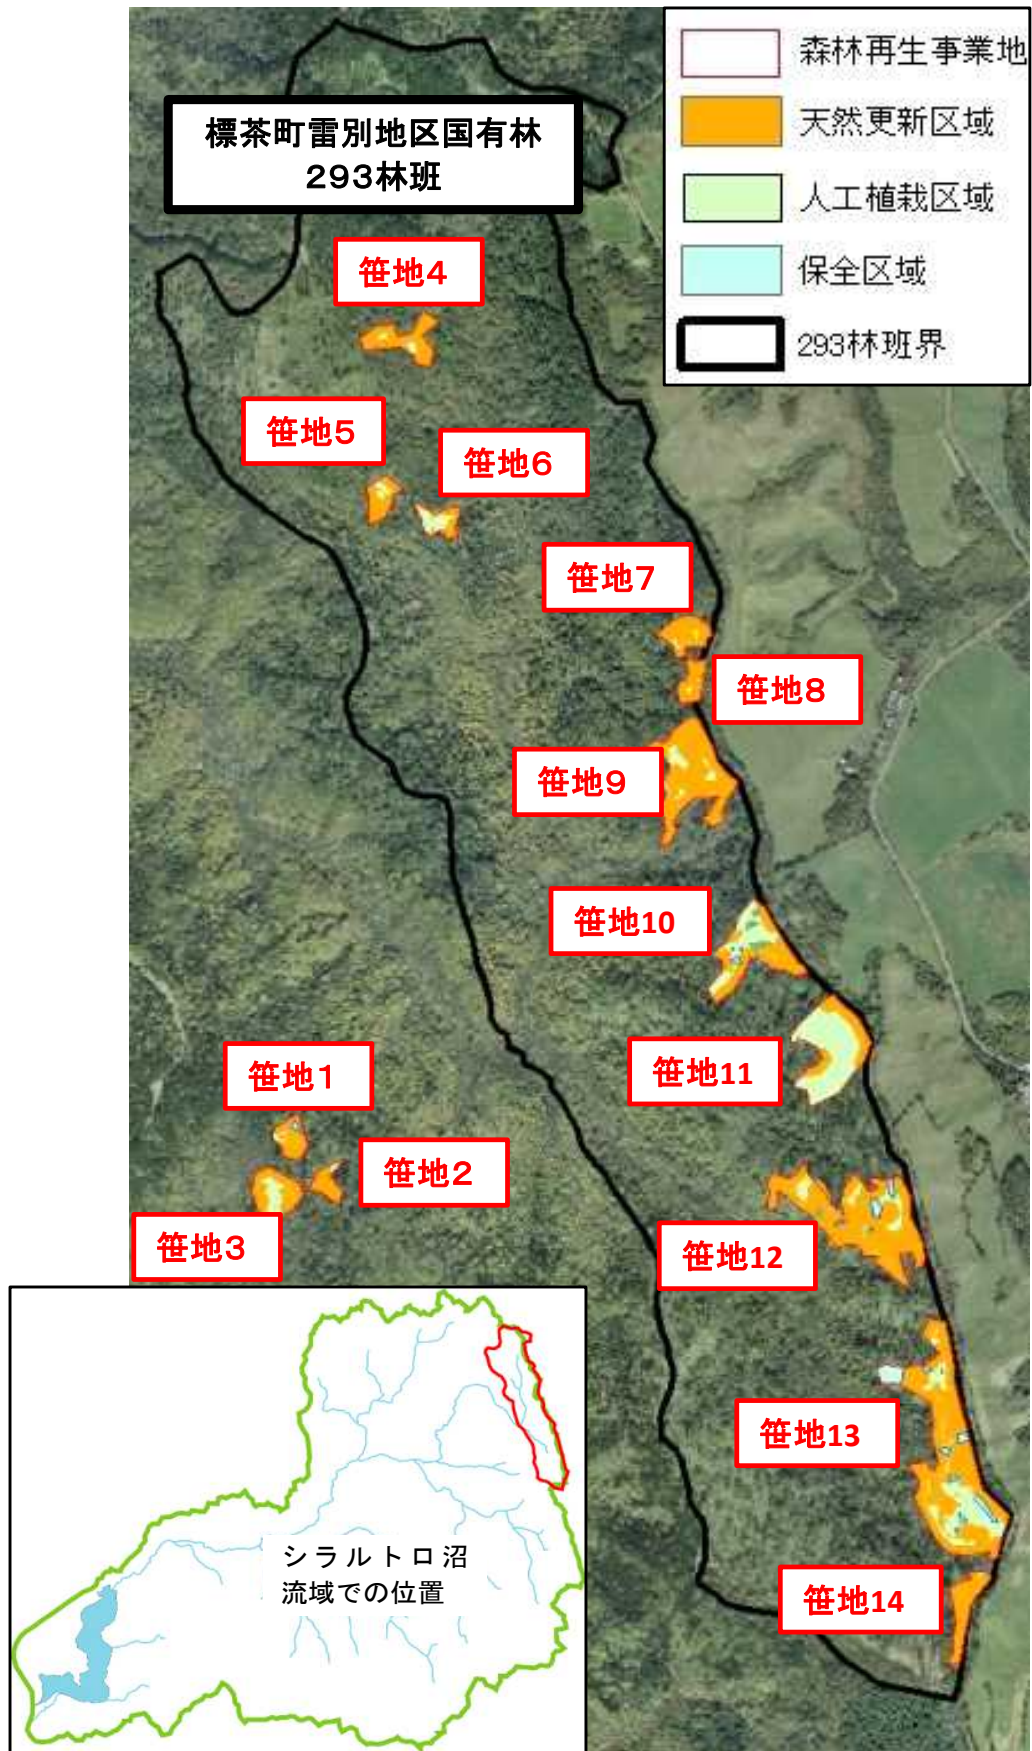 標茶町雷別地区国有林
293林班
森林再生事業地
天然更新区域
人工植栽区域
保全区域
293林班界
笹地4
笹地5
笹地6
笹地7
笹地8
笹地9
笹地10
笹地11
笹地1
笹地2
笹地3
笹地12
笹地13
笹地14
シラルトロ沼
流域での位置